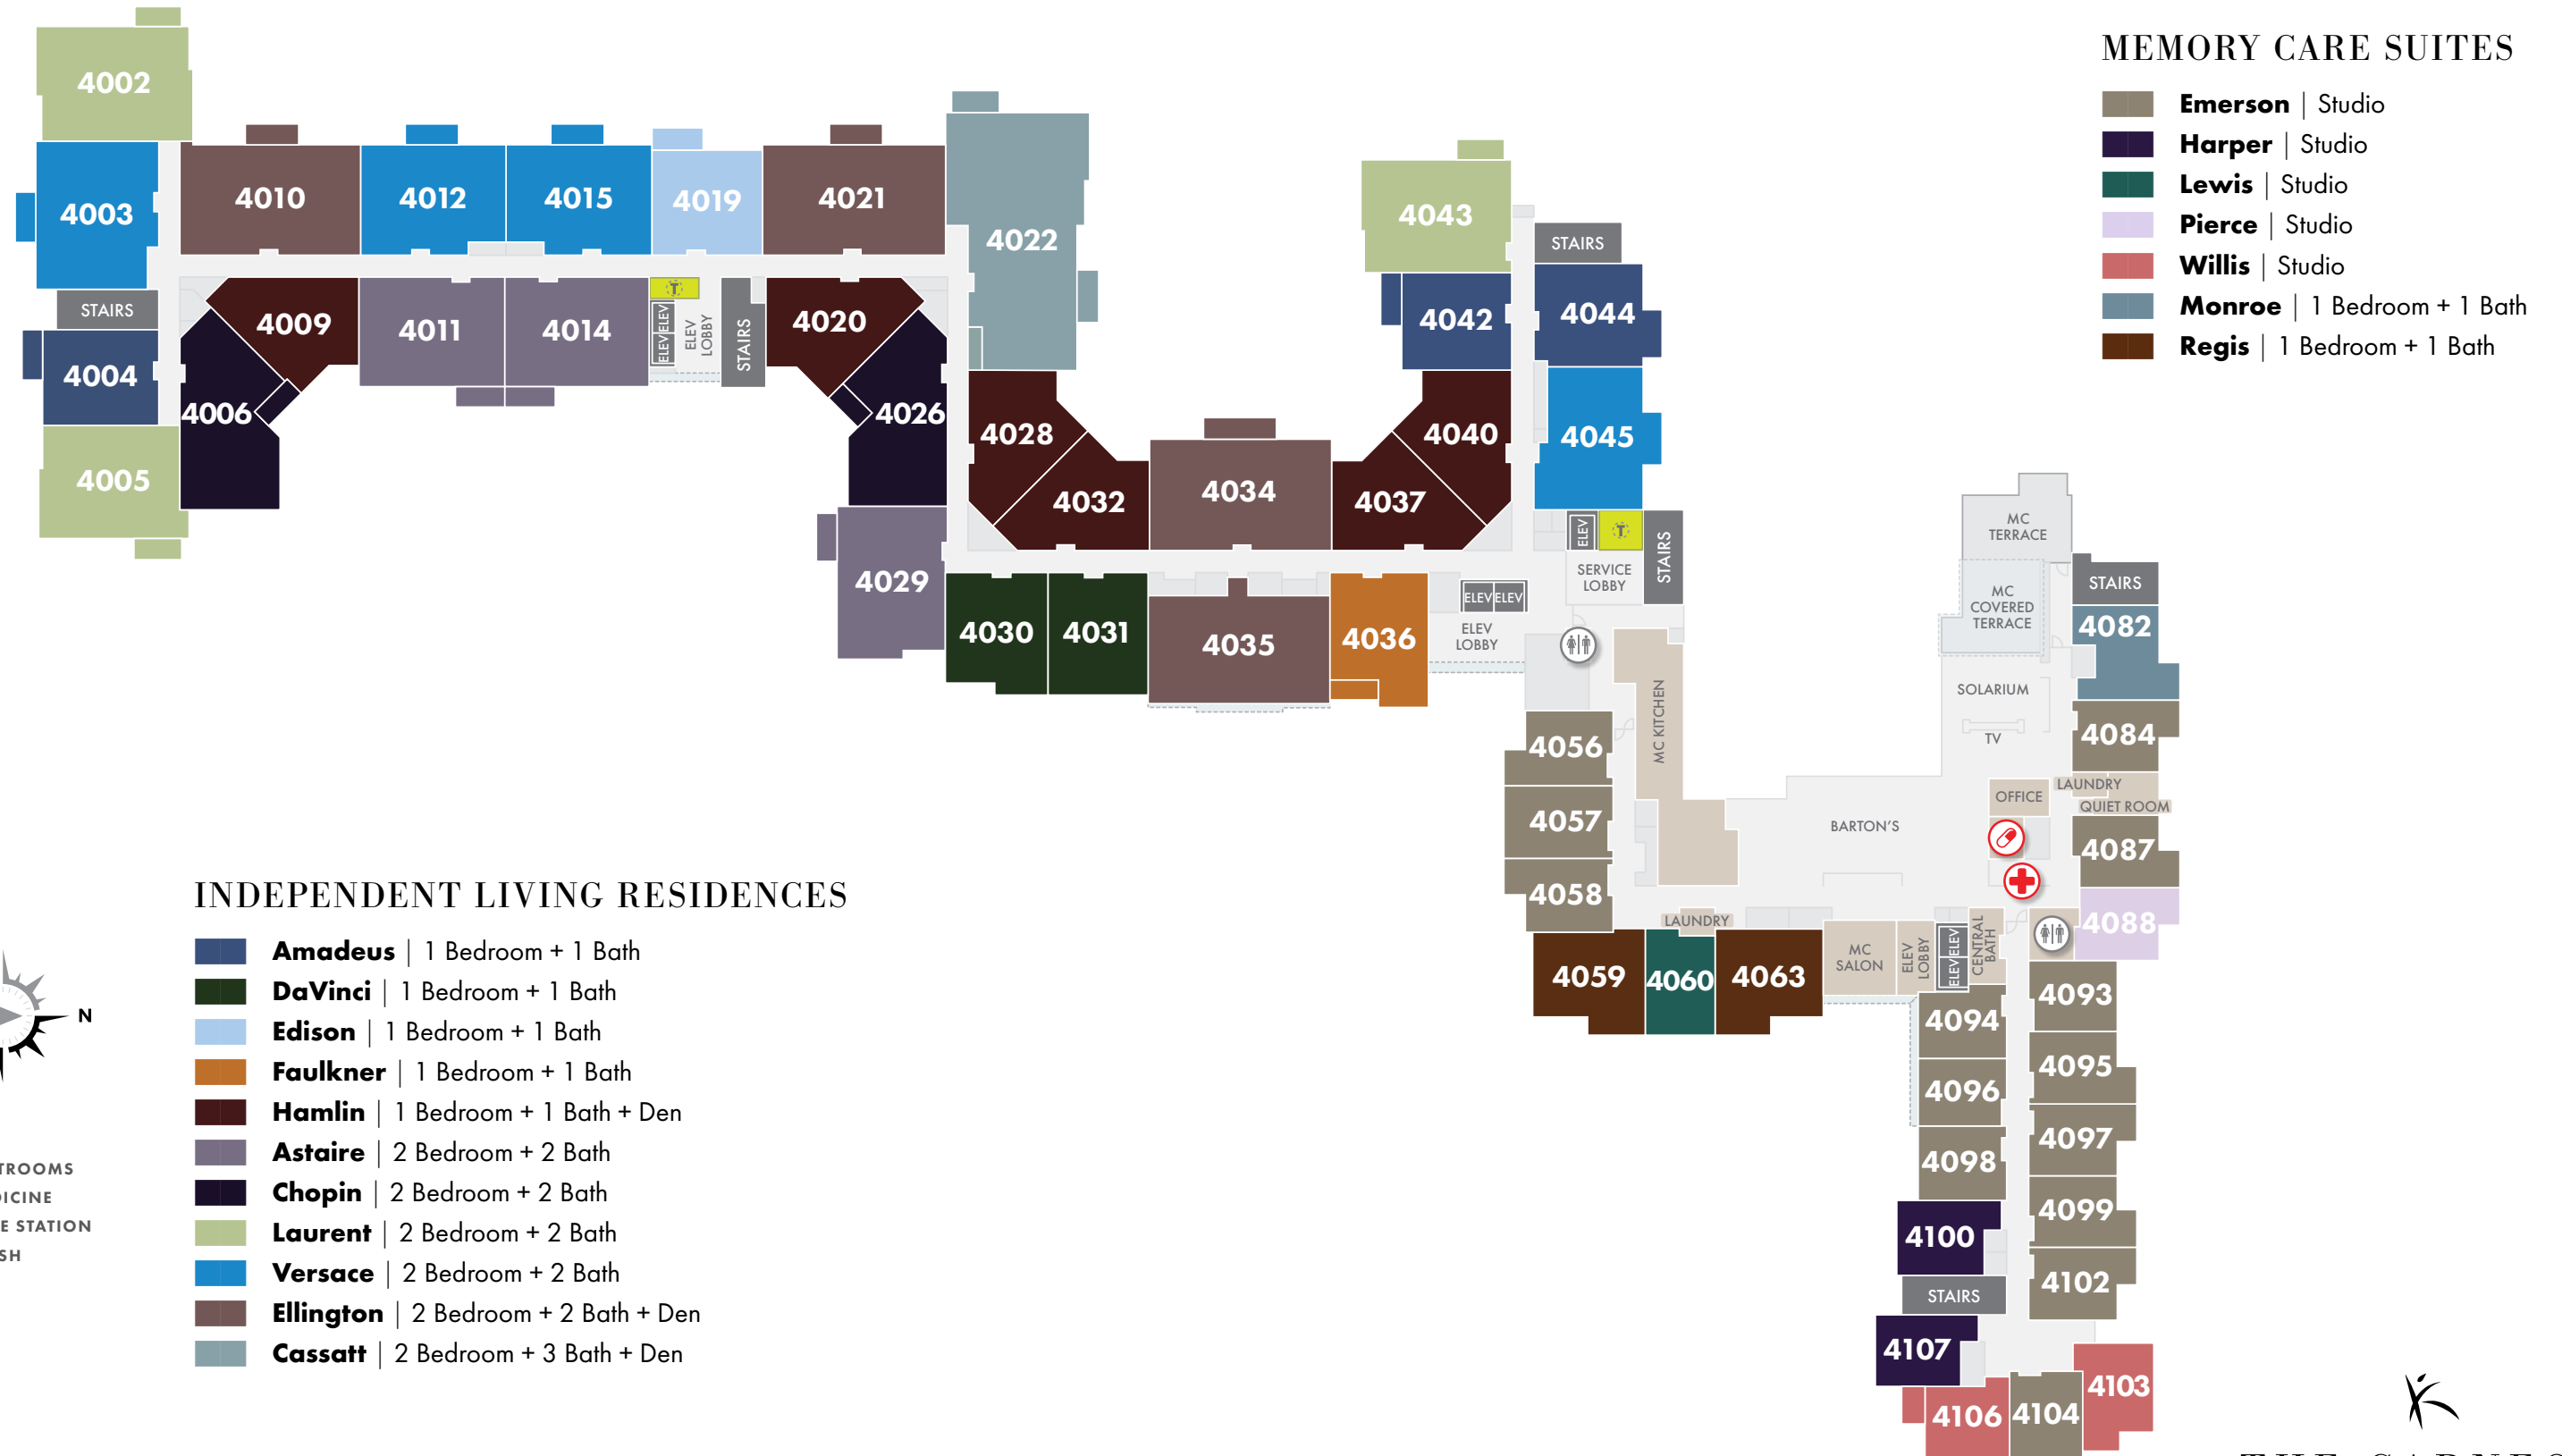 MEMORY CARE SUITES
Emerson | Studio
Harper | Studio
Lewis | Studio
Pierce | Studio
Willis | Studio
Monroe | 1 Bedroom + 1 Bath
Regis | 1 Bedroom + 1 Bath
4002
4003
4010
4012
4015
4019
4021
4022
4043
STAIRS
STAIRS
4004
4005
4006
4009
4011
4014
T
ELEV
ELEV
ELEV
LOBBY
STAIRS
4020
4026
4028
4032
4034
4037
4040
4042
4044
4045
4029
4030
4031
4035
4036
ELEV
T
STAIRS
SERVICE
LOBBY
ELEV
ELEV
ELEV
LOBBY
MC
TERRACE
MC
COVERED
TERRACE
STAIRS
4082
SOLARIUM
TV
4084
LAUNDRY
OFFICE
QUIET ROOM
MC KITCHEN
4056
4057
4058
BARTON'S
4087
4088
LAUNDRY
4059
4060
4063
MC
SALON
ELEV
LOBBY
ELEV
ELEV
CENTRAL
BATH
4093
4094
4095
4096
4097
4098
4099
4100
4102
STAIRS
4107
4103
4106
4104
INDEPENDENT LIVING RESIDENCES
Amadeus | 1 Bedroom + 1 Bath
DaVinci | 1 Bedroom + 1 Bath
Edison | 1 Bedroom + 1 Bath
Faulkner | 1 Bedroom + 1 Bath
Hamlin | 1 Bedroom + 1 Bath + Den
Astaire | 2 Bedroom + 2 Bath
Chopin | 2 Bedroom + 2 Bath
Laurent | 2 Bedroom + 2 Bath
Versace | 2 Bedroom + 2 Bath
Ellington | 2 Bedroom + 2 Bath + Den
Cassatt | 2 Bedroom + 3 Bath + Den
N
STATION